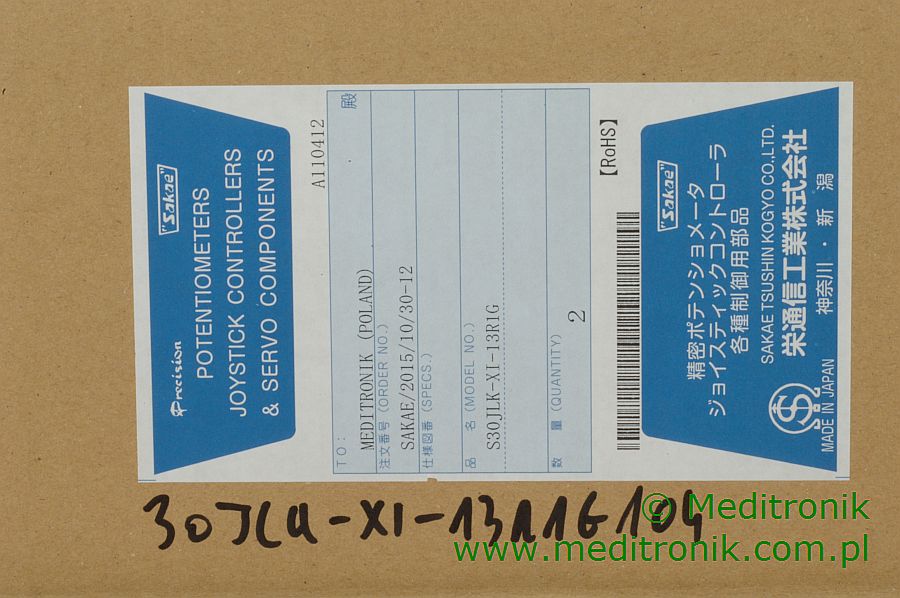 Sakae
Precision
POTENTIOMETERS
JOYSTICK CONTROLLERS
& SERVO COMPONENTS
A110412
TO: 殿
MEDITRONIK (POLAND)
注文番号 (ORDER NO.)
SAKAE/2015/10/30-12
仕様図番 (SPECS.)
品 名 (MODEL NO.)
S30JLK-XI-13R1G
数 量 (QUANTITY)
2
【RoHS】
Sakae
精密ポテンショメータ
ジョイスティックコントローラ
各種制御用部品
SAKAE TSUSHIN KOGYO CO.,LTD.
栄通信工業株式会社
神奈川・新 潟
MADE IN JAPAN
-XI-13R1G104
© Meditronik
www.meditronik.com.pl